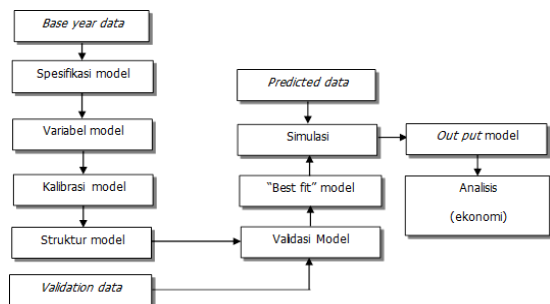 Base year data
Spesifikasi model
Variabel model
Kalibrasi model
Struktur model
Validation data
Predicted data
Simulasi
"Best fit" model
Validasi Model
Out put model
Analisis
(ekonomi)